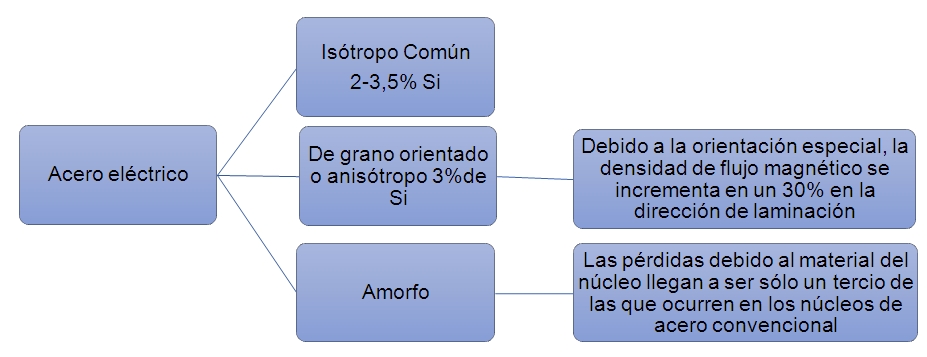 Isótropo Común
2-3,5% Si
Acero eléctrico
De grano orientado
o anisótropo 3%de
Si
Debido a la orientación especial, la
densidad de flujo magnético se
incrementa en un 30% en la
dirección de laminación
Amorfo
Las pérdidas debido al material del
núcleo llegan a ser sólo un tercio de
las que ocurren en los núcleos de
acero convencional